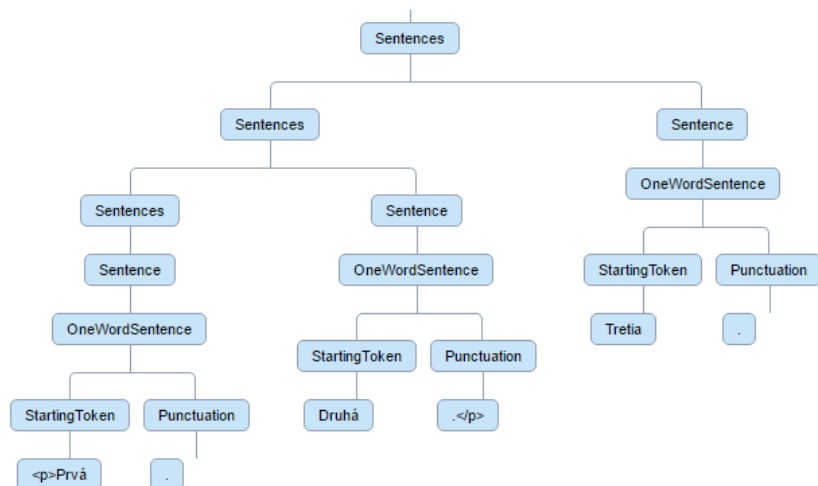 Sentences
Sentences Sentence
OneWordSentence
Sentences Sentence
Sentence OneWordSentence StartingToken Punctuation
OneWordSentence Tretia .
StartingToken Punctuation
StartingToken Punctuation Druhá .</p>
<p>Prvá .